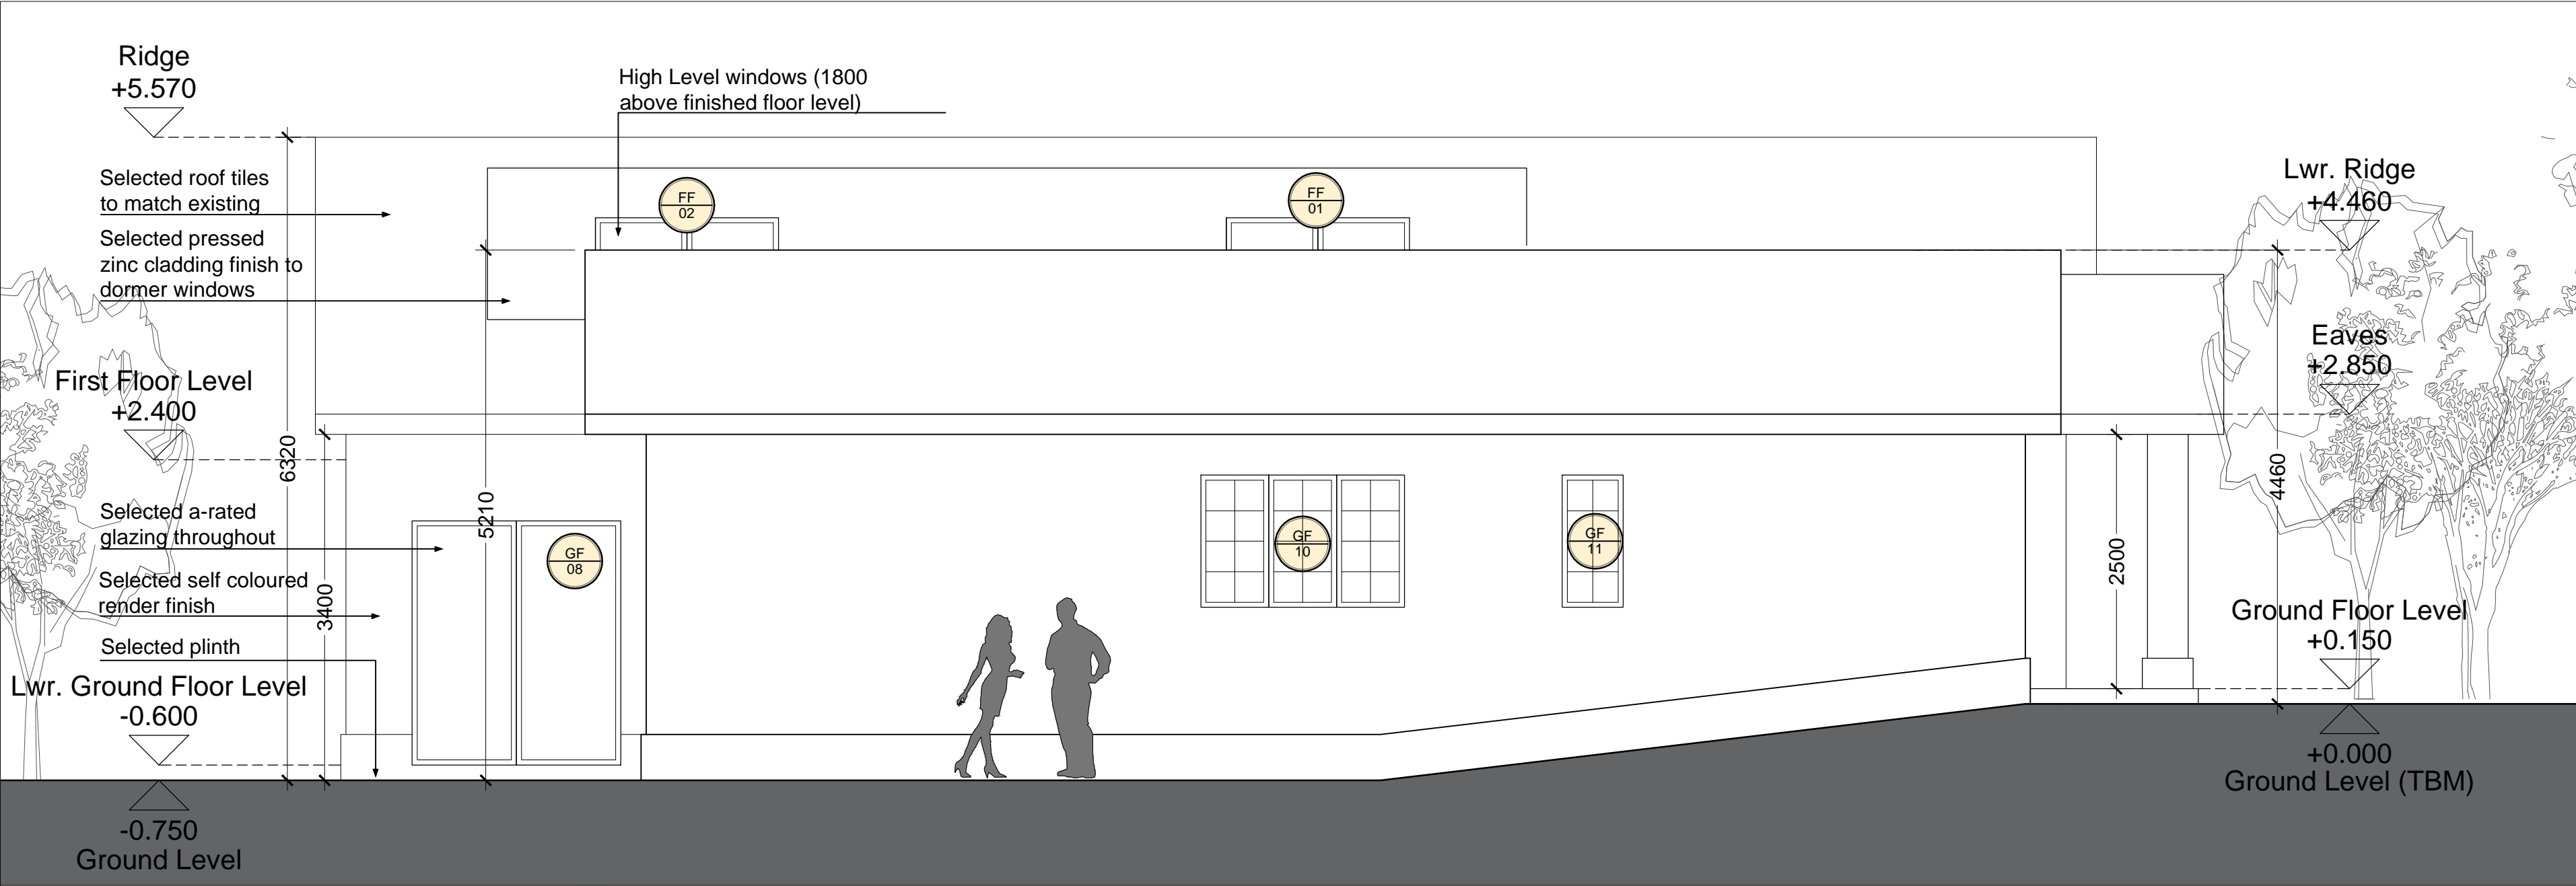 Ridge
+5.570
High Level windows (1800
above finished floor level)
Selected roof tiles
to match existing
Selected pressed
zinc cladding finish to
dormer windows
First Floor Level
+2.400
Selected a-rated
glazing throughout
Selected self coloured
render finish
Selected plinth
Lwr. Ground Floor Level
-0.600
-0.750
Ground Level
6320
3400
5210
FF
02
FF
01
GF
08
GF
10
GF
11
2500
4460
Lwr. Ridge
+4.460
Eaves
+2.850
Ground Floor Level
+0.150
+0.000
Ground Level (TBM)